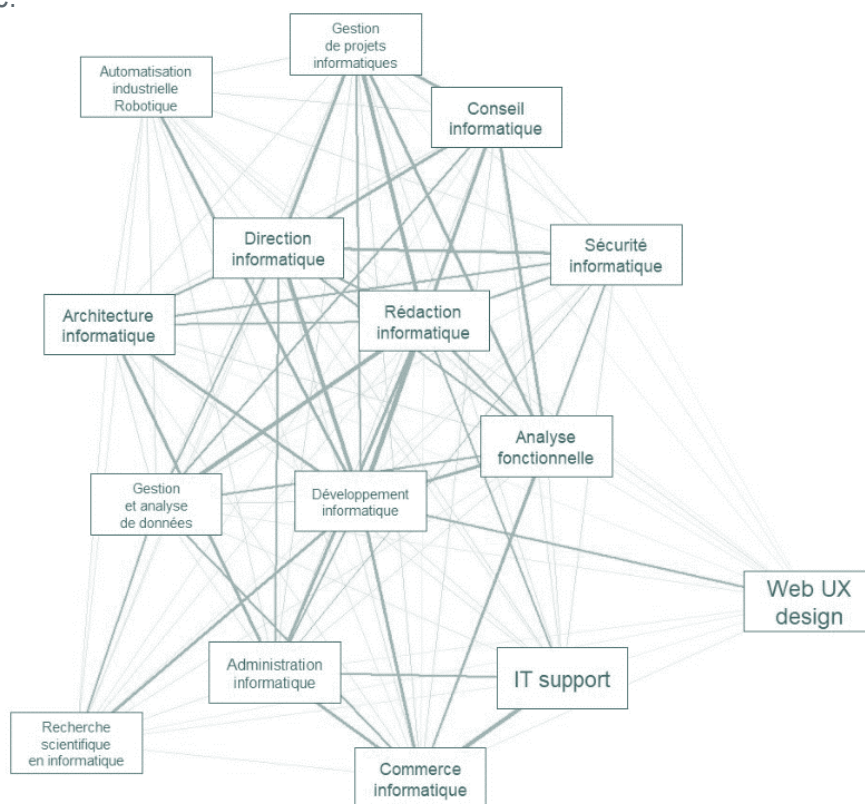 Gestion
de projets
informatiques
Automatisation
industrielle
Robotique
Conseil
informatique
Direction
informatique
Sécurité
informatique
Architecture
informatique
Rédaction
informatique
Analyse
fonctionnelle
Gestion
et analyse
de données
Développement
informatique
Web UX
design
Administration
informatique
IT support
Recherche
scientifique
en informatique
Commerce
informatique